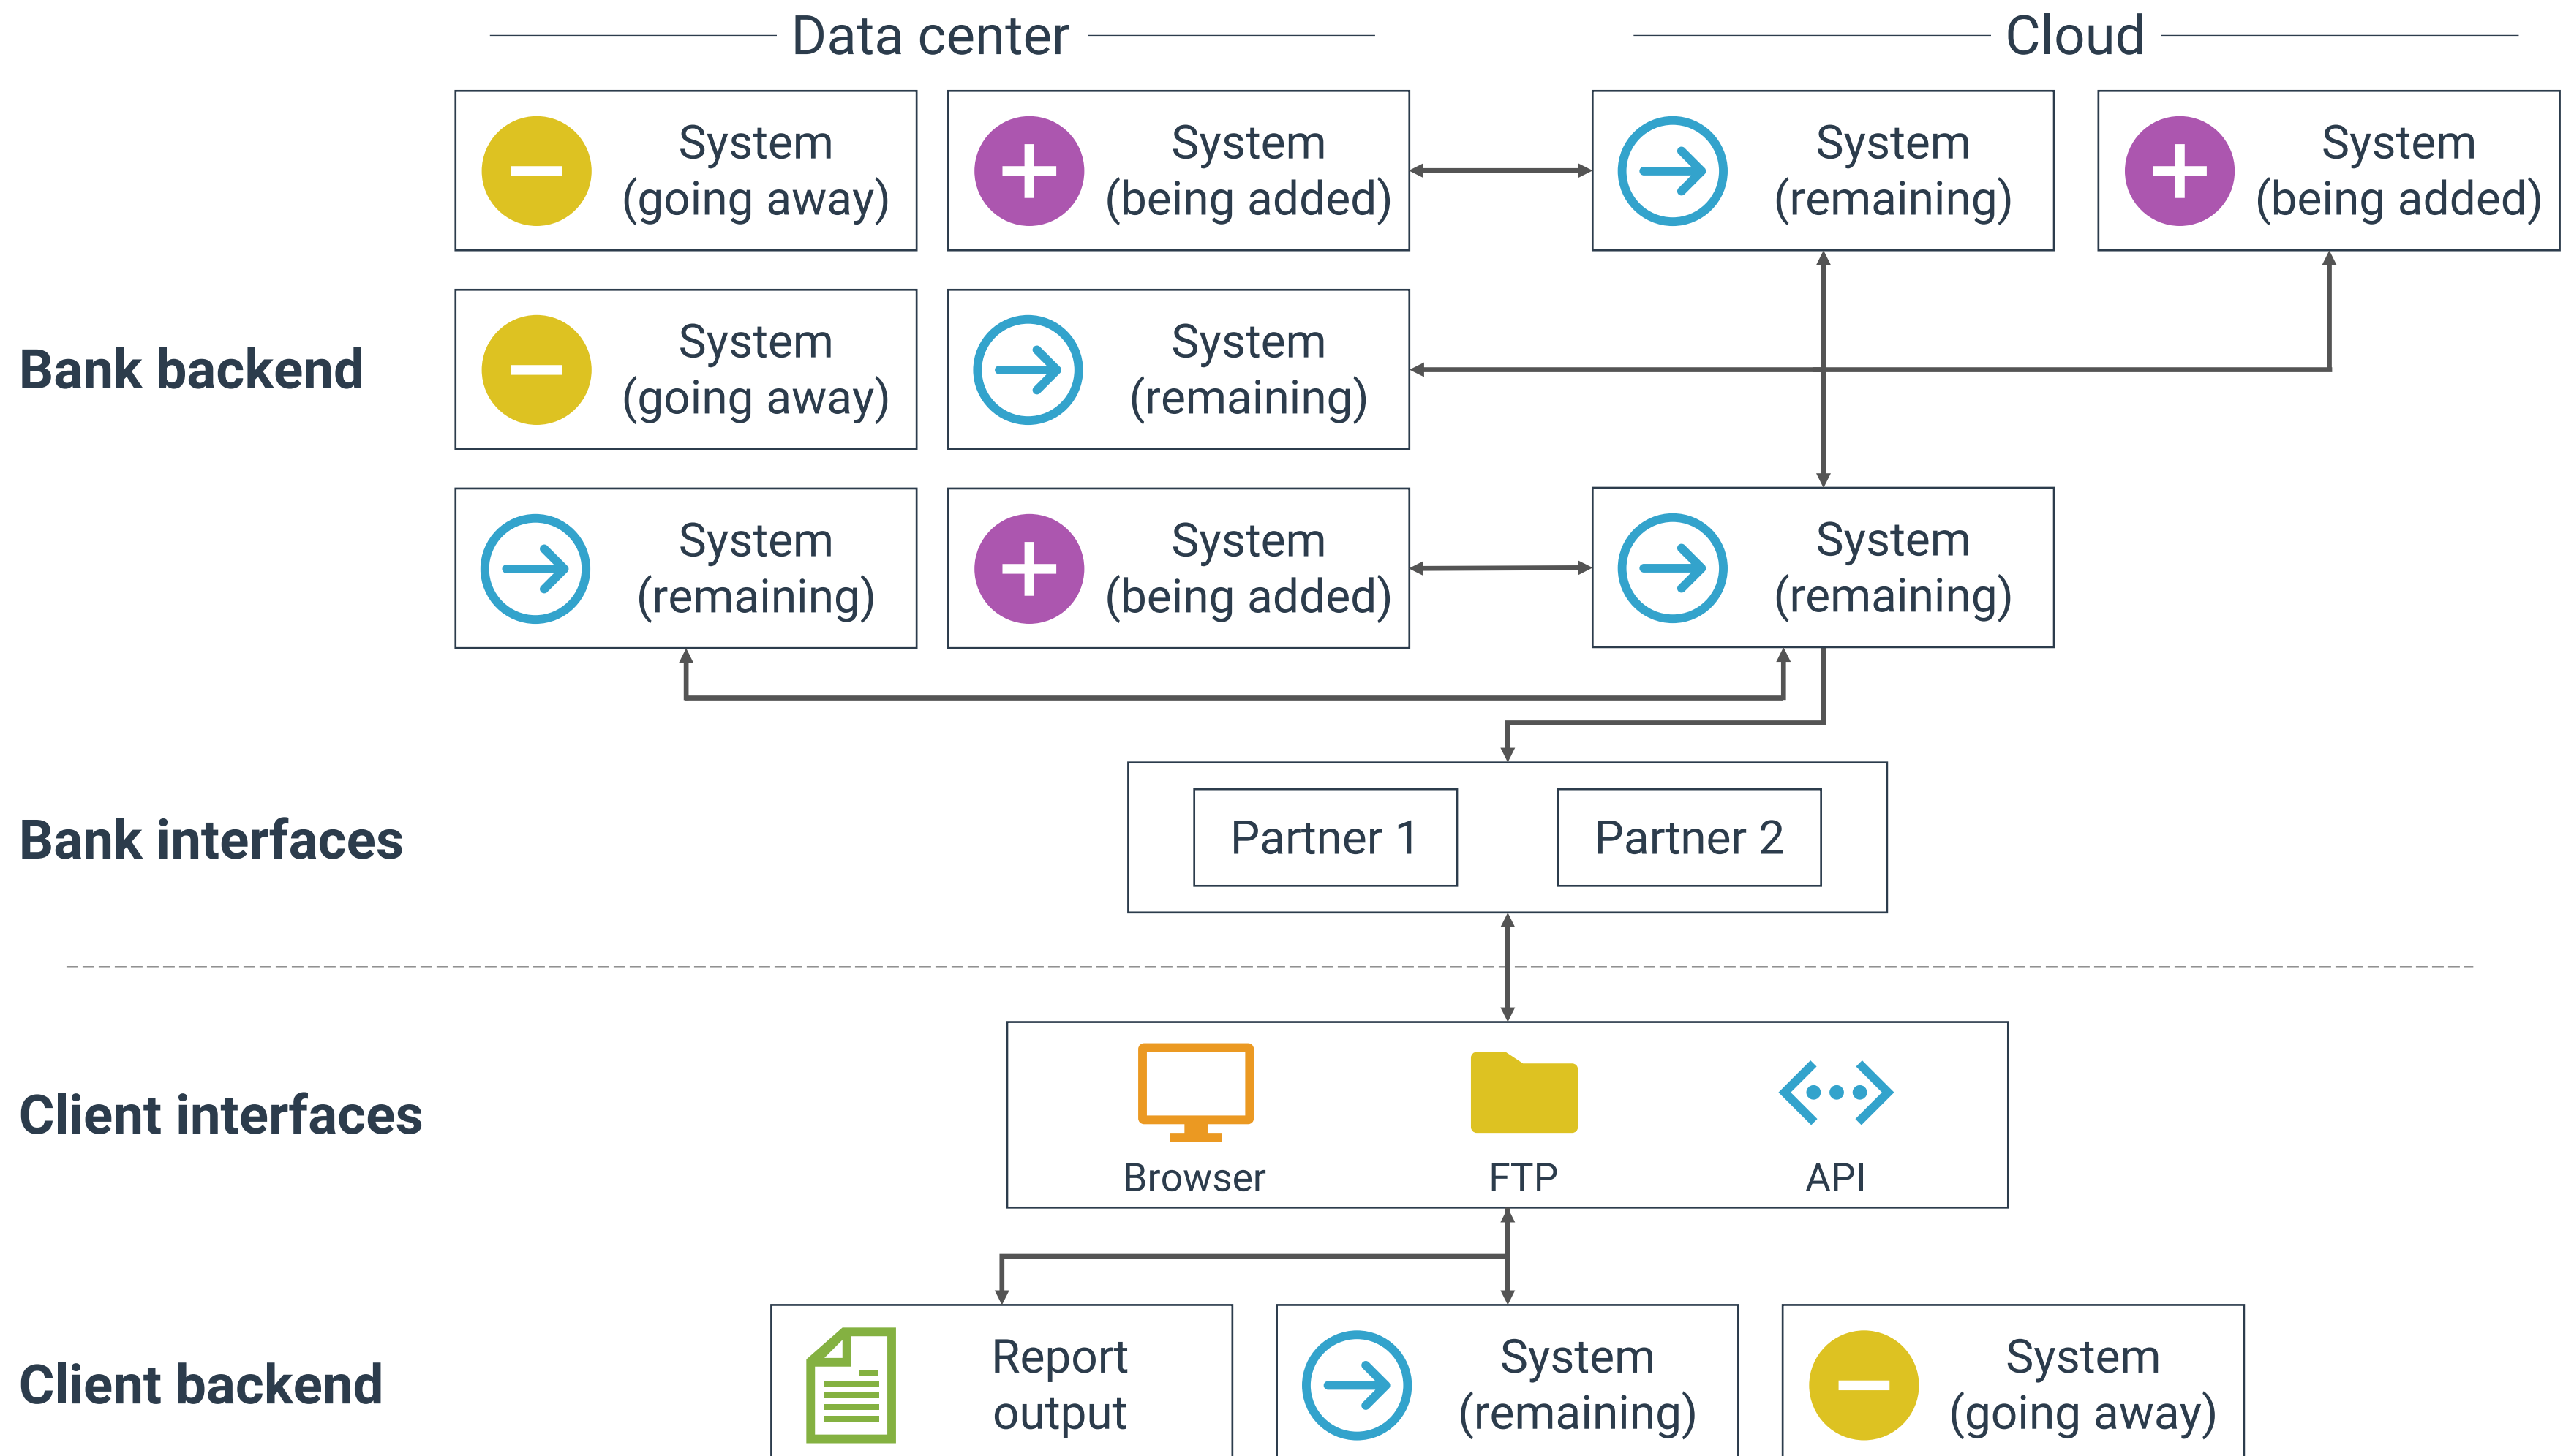 Data center
Cloud
System
(going away)
System
(being added)
System
(remaining)
System
(being added)
Bank backend
System
(going away)
System
(remaining)
System
(remaining)
System
(being added)
System
(remaining)
Bank interfaces
Partner 1
Partner 2
Client interfaces
Browser
FTP
API
Client backend
Report
output
System
(remaining)
System
(going away)